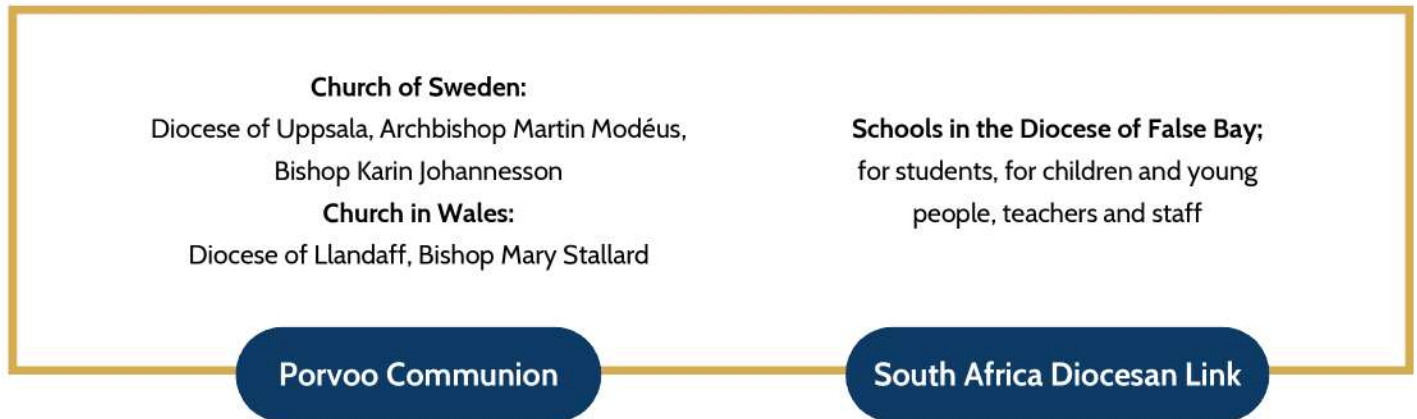 Church of Sweden:
Diocese of Uppsala, Archbishop Martin Modéus,
Bishop Karin Johannesson
Church in Wales:
Diocese of Llandaff, Bishop Mary Stallard
Porvoo Communion
Schools in the Diocese of False Bay;
for students, for children and young
people, teachers and staff
South Africa Diocesan Link